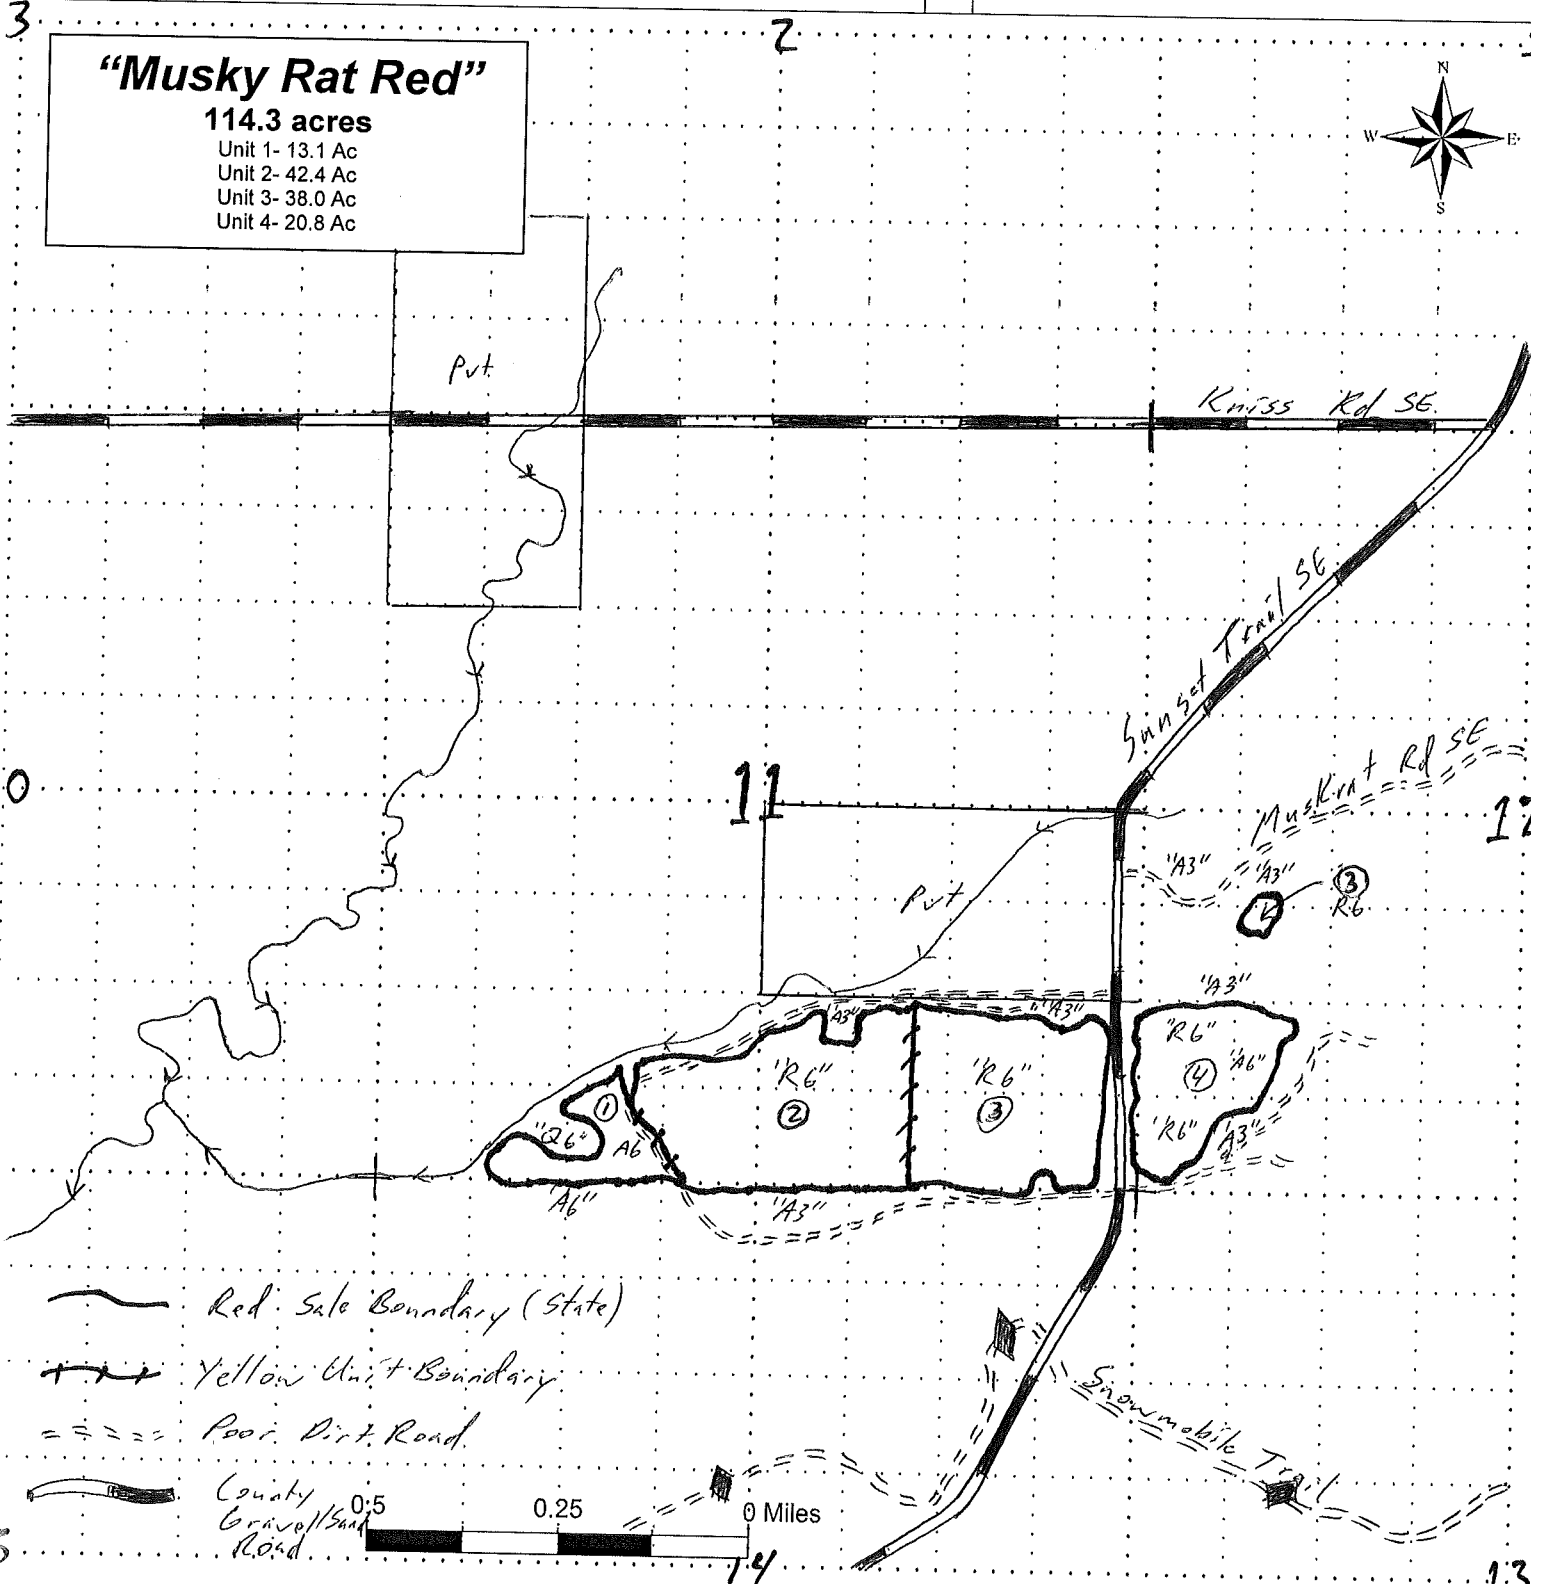 3
2
"Musky Rat Red"
114.3 acres
Unit 1- 13.1 Ac
Unit 2- 42.4 Ac
Unit 3- 38.0 Ac
Unit 4- 20.8 Ac
N
W
E
S
Pvt.
Kniss Rd SE.
Sunset Trail SE
Muskrat Rd SE
0
11
12
"A3"
"A3"
3
R6
Pvt
"A3"
"A3"
"A3"
"R6"
"R6"
"R6"
"A6"
4
1
2
3
"Q6"
A6
"R6"
"A3"
"A6"
"A3"
Red Sale Boundary (State)
Yellow Unit Boundary
Poor Dirt Road
County
Gravel/Sand
Road
Snowmobile Trail
0.5
0.25
0 Miles
14
13